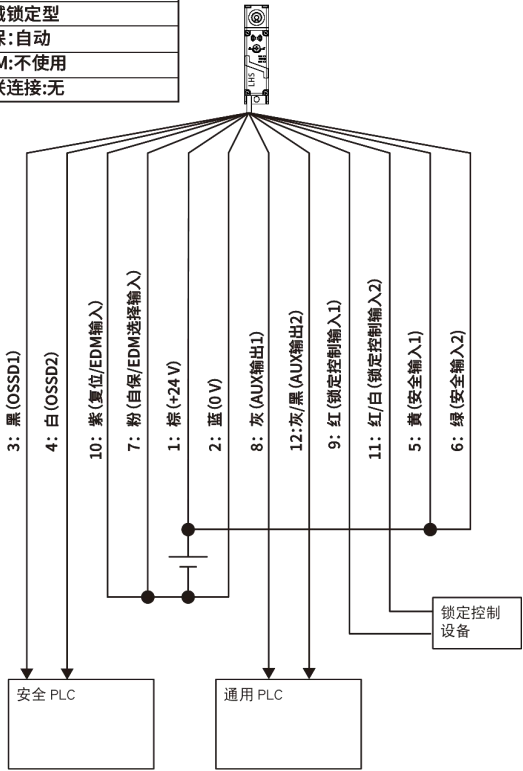 锁定型
:自动
M:不使用
连接:无
LHS
3: 黑(OSSD1)
4: 白(OSSD2)
10: 紫(复位/EDM输入)
7: 粉(自保/EDM选择输入)
1: 棕(+24 V)
2: 蓝(0 V)
8: 灰(AUX输出1)
12:灰/黑(AUX输出2)
9: 红(锁定控制输入1)
11: 红/白(锁定控制输入2)
5: 黄(安全输入1)
6: 绿(安全输入2)
锁定控制
设备
安全 PLC
通用 PLC